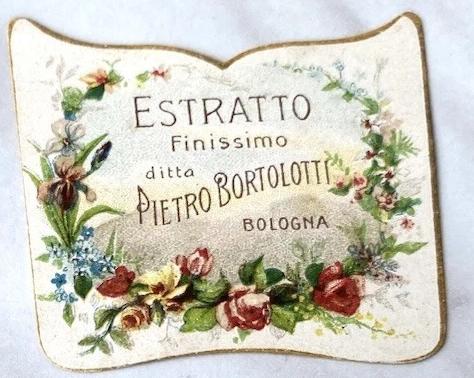 ESTRATTO
Finissimo
ditta
PIETRO BORTOLOTTI
BOLOGNA